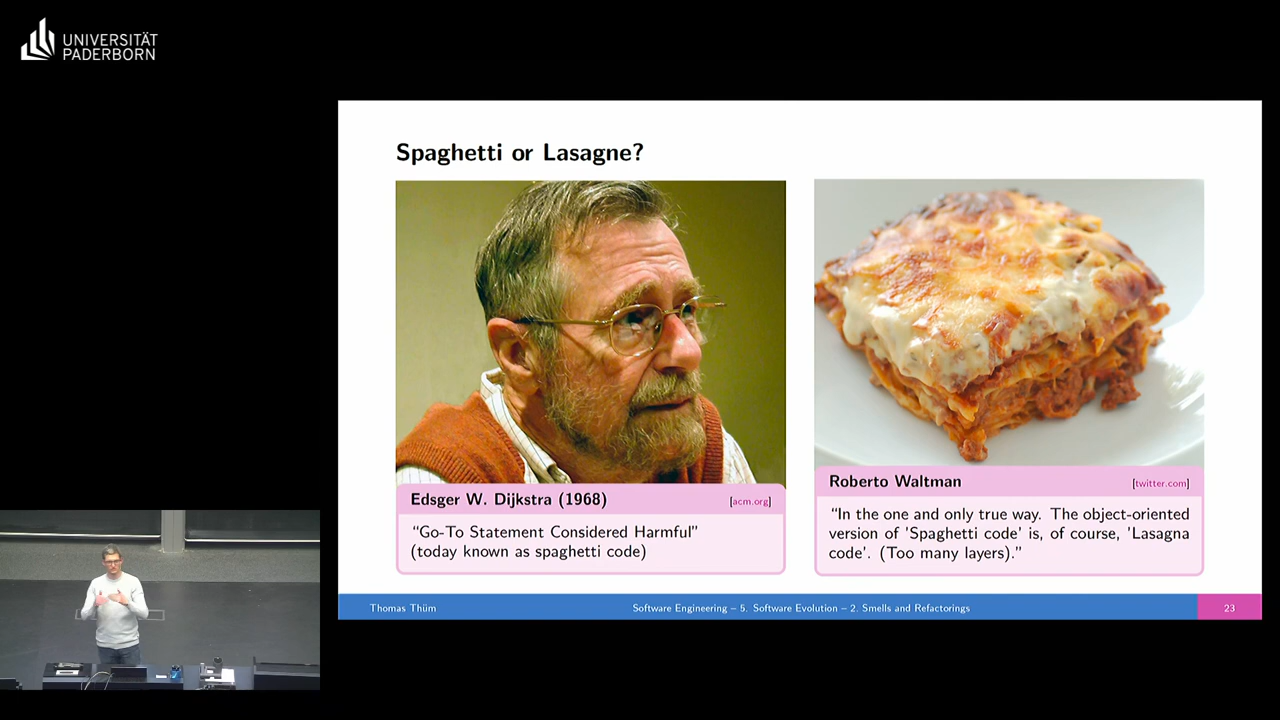 UNIVERSITÄT
PADERBORN
Spaghetti or Lasagne?
Edsger W. Dijkstra (1968) [acm.org]
“Go-To Statement Considered Harmful”
(today known as spaghetti code)
Roberto Waltman [twitter.com]
“In the one and only true way. The object-oriented
version of 'Spaghetti code' is, of course, 'Lasagna
code'. (Too many layers).”
Thomas Thüm Software Engineering – 5. Software Evolution – 2. Smells and Refactorings 23